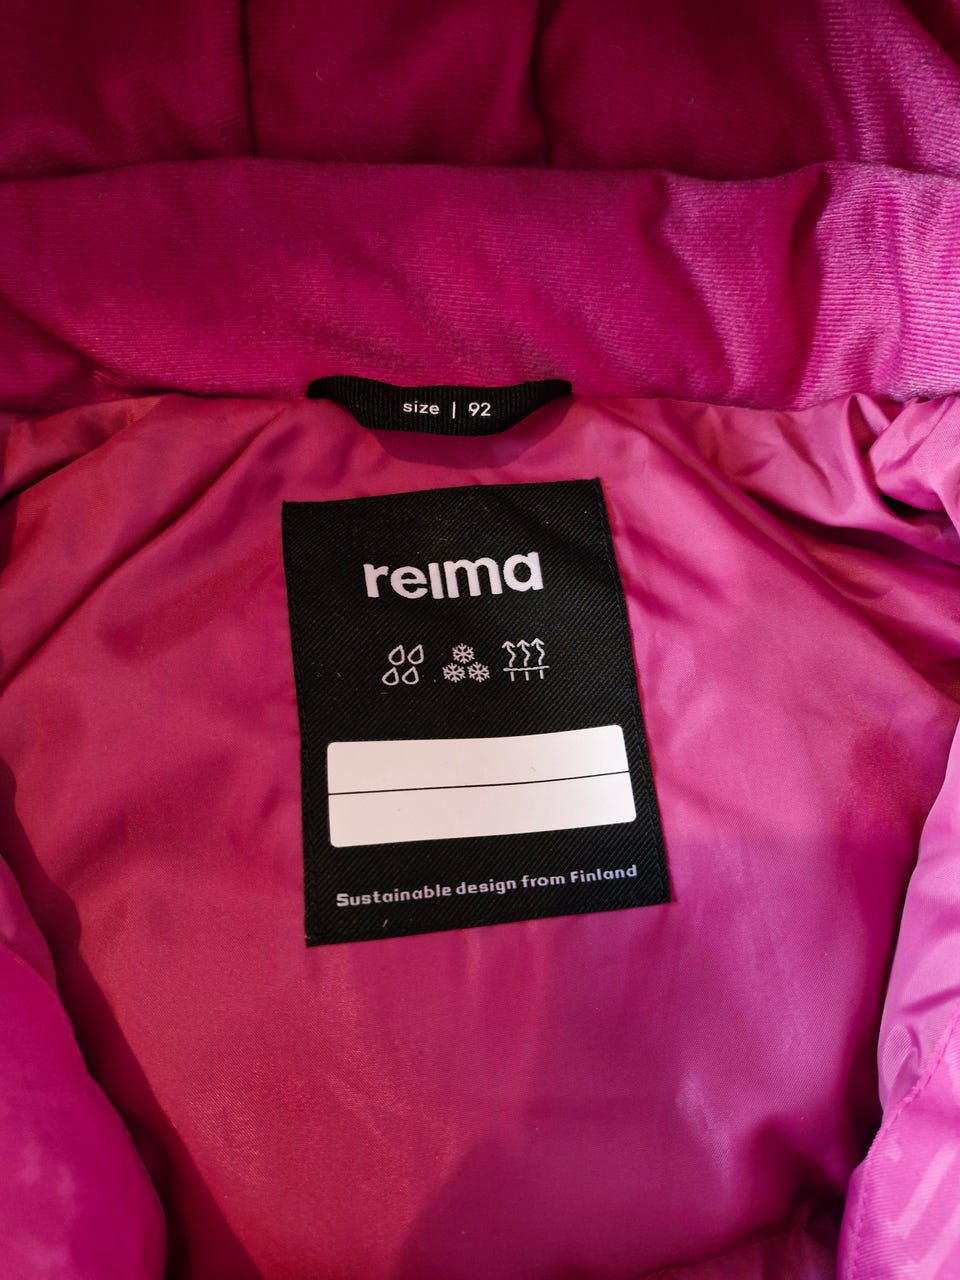 size | 92
reima
Sustainable design from Finland